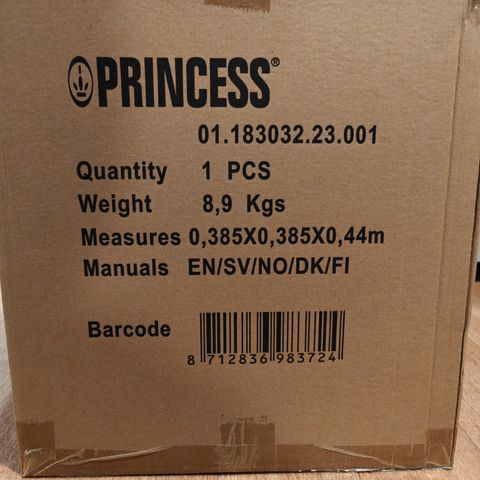 PRINCESS®
01.183032.23.001
Quantity 1 PCS
Weight 8,9 Kgs
Measures 0,385X0,385X0,44m
Manuals EN/SV/NO/DK/FI
Barcode
8 712836 983724